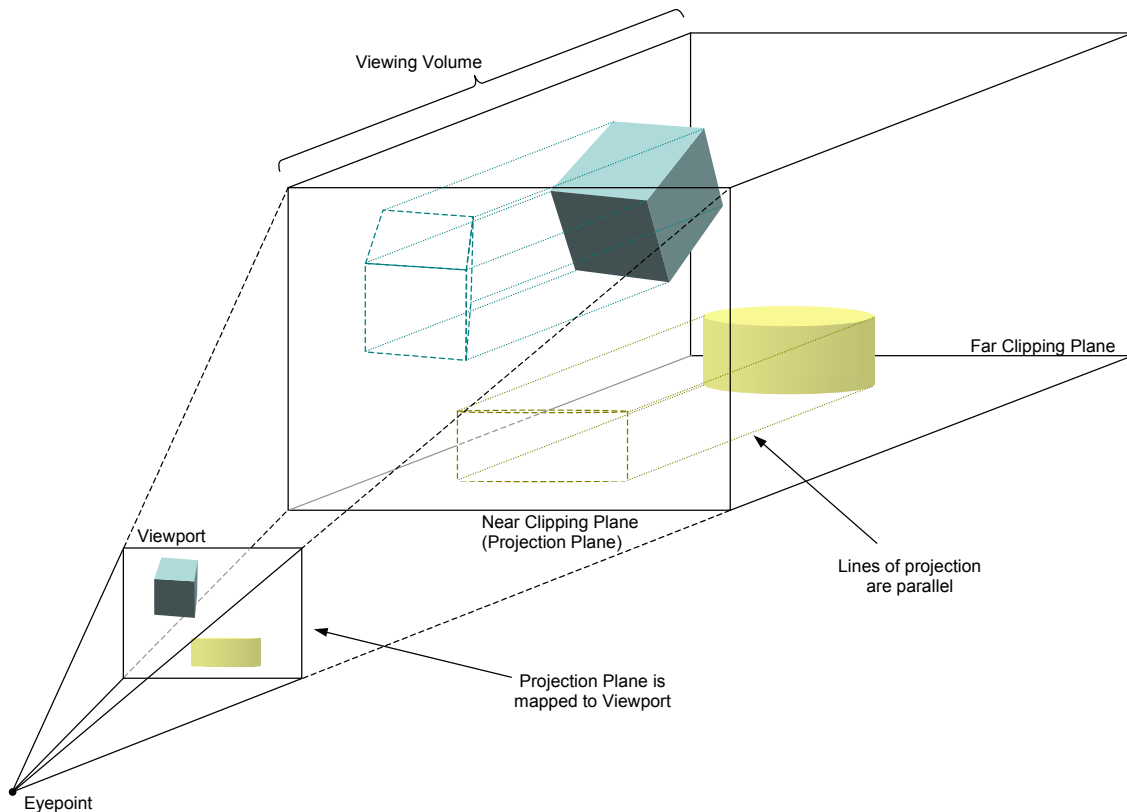 Viewing Volume
Far Clipping Plane
Near Clipping Plane
(Projection Plane)
Viewport
Lines of projection
are parallel
Projection Plane is
mapped to Viewport
Eyepoint